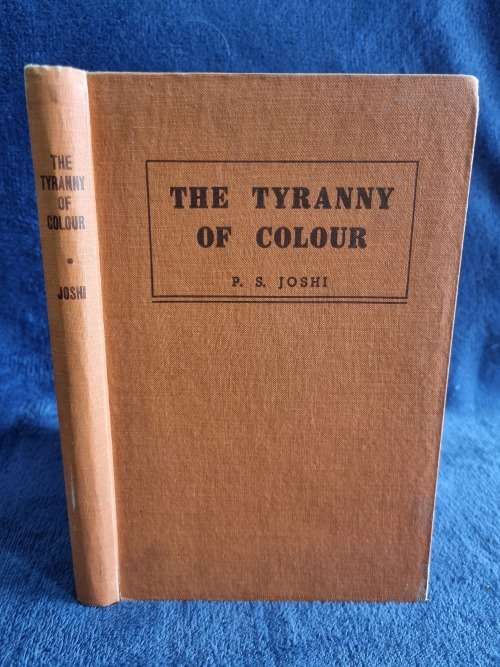 THE
TYRANNY
OF
COLOUR
•
JOSHI
THE TYRANNY
OF COLOUR
P. S. JOSHI